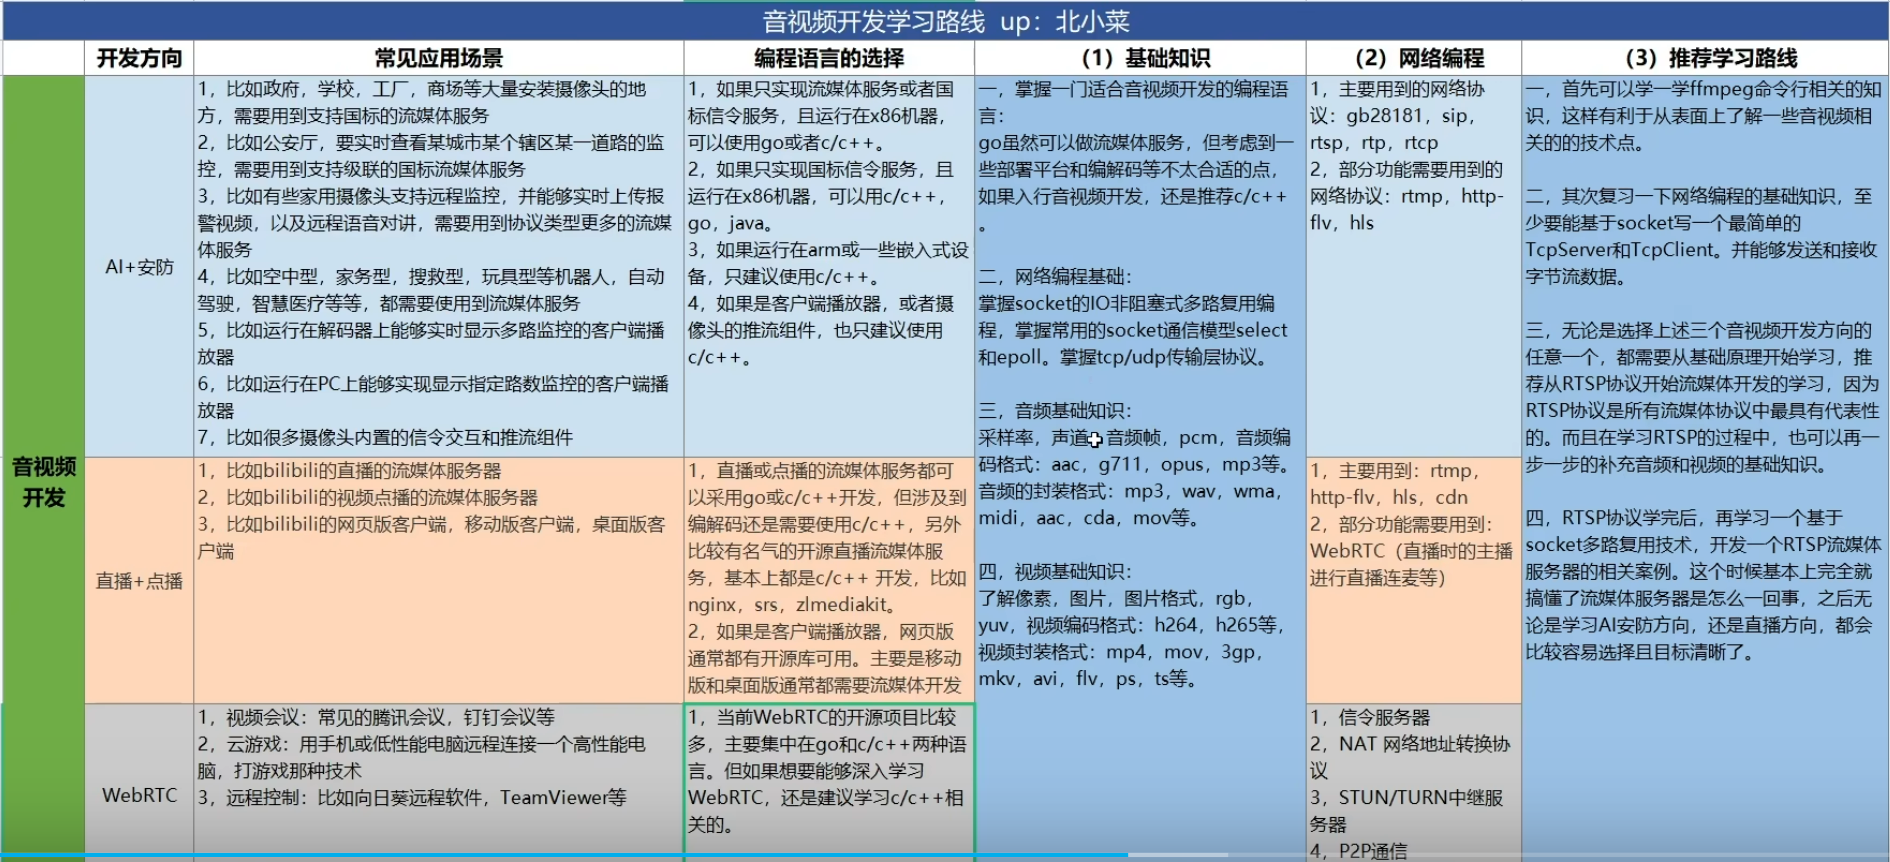 音视频开发学习路线 up：北小菜
开发方向
常见应用场景
编程语言的选择
（1）基础知识
（2）网络编程
（3）推荐学习路线
音视频
开发
AI+安防
1，比如政府，学校，工厂，商场等大量安装摄像头的地
方，需要用到支持国标的流媒体服务
2，比如公安厅，要实时查看某城市某个辖区某一道路的监
控，需要用到支持级联的国标流媒体服务
3，比如有些家用摄像头支持远程监控，并能够实时上传报
警视频，以及远程语音对讲，需要用到协议类型更多的流媒
体服务
4，比如空中型，家务型，搜救型，玩具型等机器人，自动
驾驶，智慧医疗等等，都需要使用到流媒体服务
5，比如运行在解码器上能够实时显示多路监控的客户端播
放器
6，比如运行在PC上能够实现显示指定路数监控的客户端播
放器
7，比如很多摄像头内置的信令交互和推流组件
1，如果只实现流媒体服务或者国
标信令服务，且运行在x86机器，
可以使用go或者c/c++。
2，如果只实现国标信令服务，且
运行在x86机器，可以用c/c++，
go，java。
3，如果运行在arm或一些嵌入式设
备，只建议使用c/c++。
4，如果是客户端播放器，或者摄
像头的推流组件，也只建议使用
c/c++。
一，掌握一门适合音视频开发的编程语
言：
go虽然可以做流媒体服务，但考虑到一
些部署平台和编解码等不太合适的点，
如果入行音视频开发，还是推荐c/c++
。
二，网络编程基础：
掌握socket的IO非阻塞式多路复用编
程，掌握常用的socket通信模型select
和epoll。掌握tcp/udp传输层协议。
三，音频基础知识：
采样率，声道，音频帧，pcm，音频编
码格式：aac，g711，opus，mp3等。
音频的封装格式：mp3，wav，wma，
midi，aac，cda，mov等。
四，视频基础知识：
了解像素，图片，图片格式，rgb，
yuv，视频编码格式：h264，h265等，
视频封装格式：mp4，mov，3gp，
mkv，avi，flv，ps，ts等。
1，主要用到的网络协
议：gb28181，sip，
rtsp，rtp，rtcp
2，部分功能需要用到的
网络协议：rtmp，http-
flv，hls
一，首先可以学一学ffmpeg命令行相关的知
识，这样有利于从表面上了解一些音视频相
关的的技术点。
二，其次复习一下网络编程的基础知识，至
少要能基于socket写一个最简单的
TcpServer和TcpClient。并能够发送和接收
字节流数据。
三，无论是选择上述三个音视频开发方向的
任意一个，都需要从基础原理开始学习，推
荐从RTSP协议开始流媒体开发的学习，因为
RTSP协议是所有流媒体协议中最具有代表性
的。而且在学习RTSP的过程中，也可以再一
步一步的补充音频和视频的基础知识。
四，RTSP协议学完后，再学习一个基于
socket多路复用技术，开发一个RTSP流媒体
服务器的相关案例。这个时候基本上完全就
搞懂了流媒体服务器是怎么一回事，之后无
论是学习AI安防方向，还是直播方向，都会
比较容易选择且目标清晰了。
直播+点播
1，比如bilibili的直播的流媒体服务器
2，比如bilibili的视频点播的流媒体服务器
3，比如bilibili的网页版客户端，移动版客户端，桌面版客
户端
1，直播或点播的流媒体服务都可
以采用go或c/c++开发，但涉及到
编解码还是需要使用c/c++，另外
比较有名气的开源直播流媒体服
务，基本上都是c/c++ 开发，比如
nginx，srs，zlmediakit。
2，如果是客户端播放器，网页版
通常都有开源库可用。主要是移动
版和桌面版通常都需要流媒体开发
1，主要用到：rtmp，
http-flv，hls，cdn
2，部分功能需要用到：
WebRTC（直播时的主播
进行直播连麦等）
WebRTC
1，视频会议：常见的腾讯会议，钉钉会议等
2，云游戏：用手机或低性能电脑远程连接一个高性能电
脑，打游戏那种技术
3，远程控制：比如向日葵远程软件，TeamViewer等
1，当前WebRTC的开源项目比较
多，主要集中在go和c/c++两种语
言。但如果想要能够深入学习
WebRTC，还是建议学习c/c++相
关的。
1，信令服务器
2，NAT 网络地址转换协
议
3，STUN/TURN中继服
务器
4，P2P通信